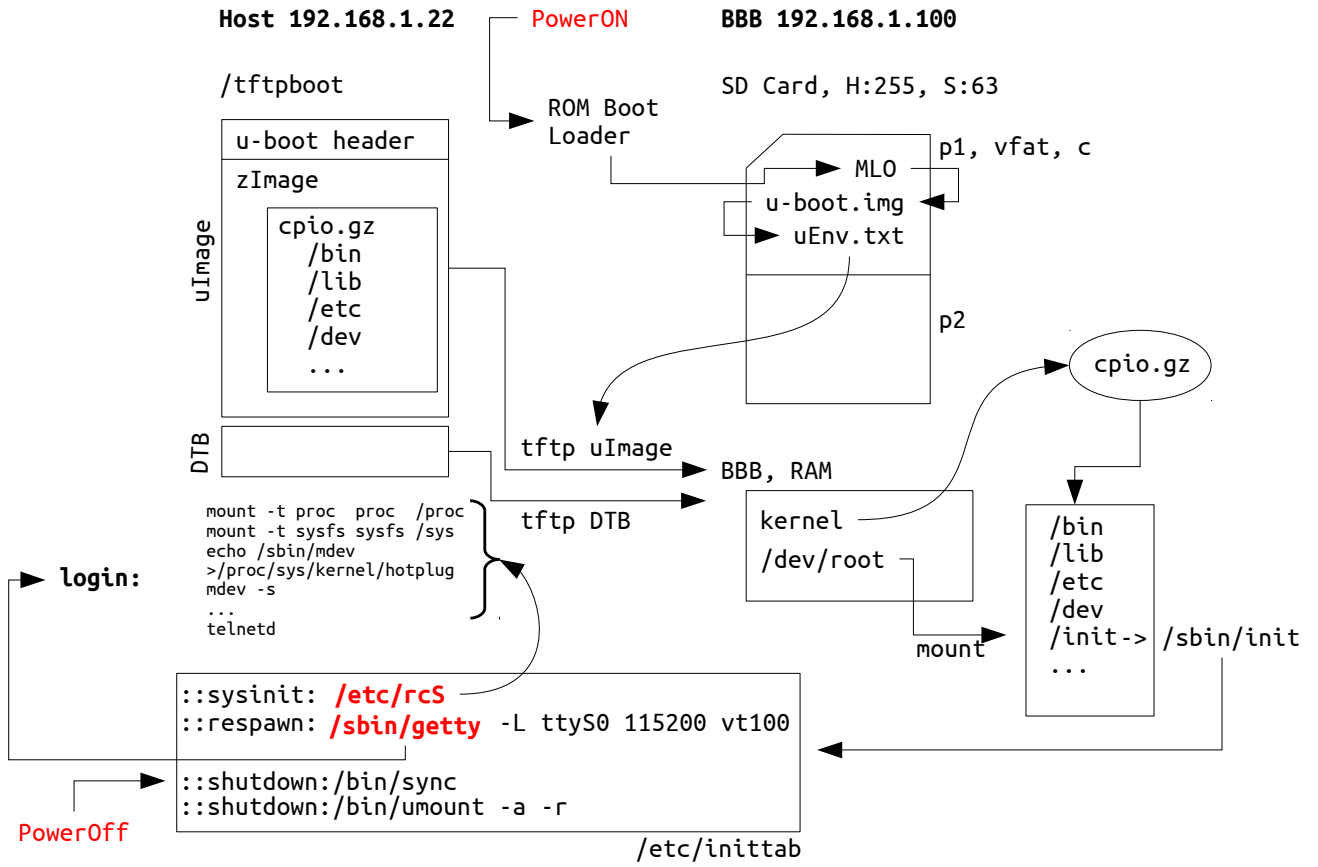 Host 192.168.1.22
PowerON
BBB 192.168.1.100
/tftpboot
SD Card, H:255, S:63
ROM Boot
Loader
u-boot header
zImage
cpio.gz
/bin
/lib
/etc
/dev
...
uImage
DTB
MLO
u-boot.img
uEnv.txt
p1, vfat, c
p2
cpio.gz
tftp uImage
tftp DTB
BBB, RAM
kernel
/dev/root
mount
/bin
/lib
/etc
/dev
/init-> /sbin/init
...
mount -t proc  proc  /proc
mount -t sysfs sysfs /sys
echo /sbin/mdev
>/proc/sys/kernel/hotplug
mdev -s
...
telnetd
login:
::sysinit: /etc/rcS
::respawn: /sbin/getty -L ttyS0 115200 vt100
::shutdown:/bin/sync
::shutdown:/bin/umount -a -r
PowerOff
/etc/inittab